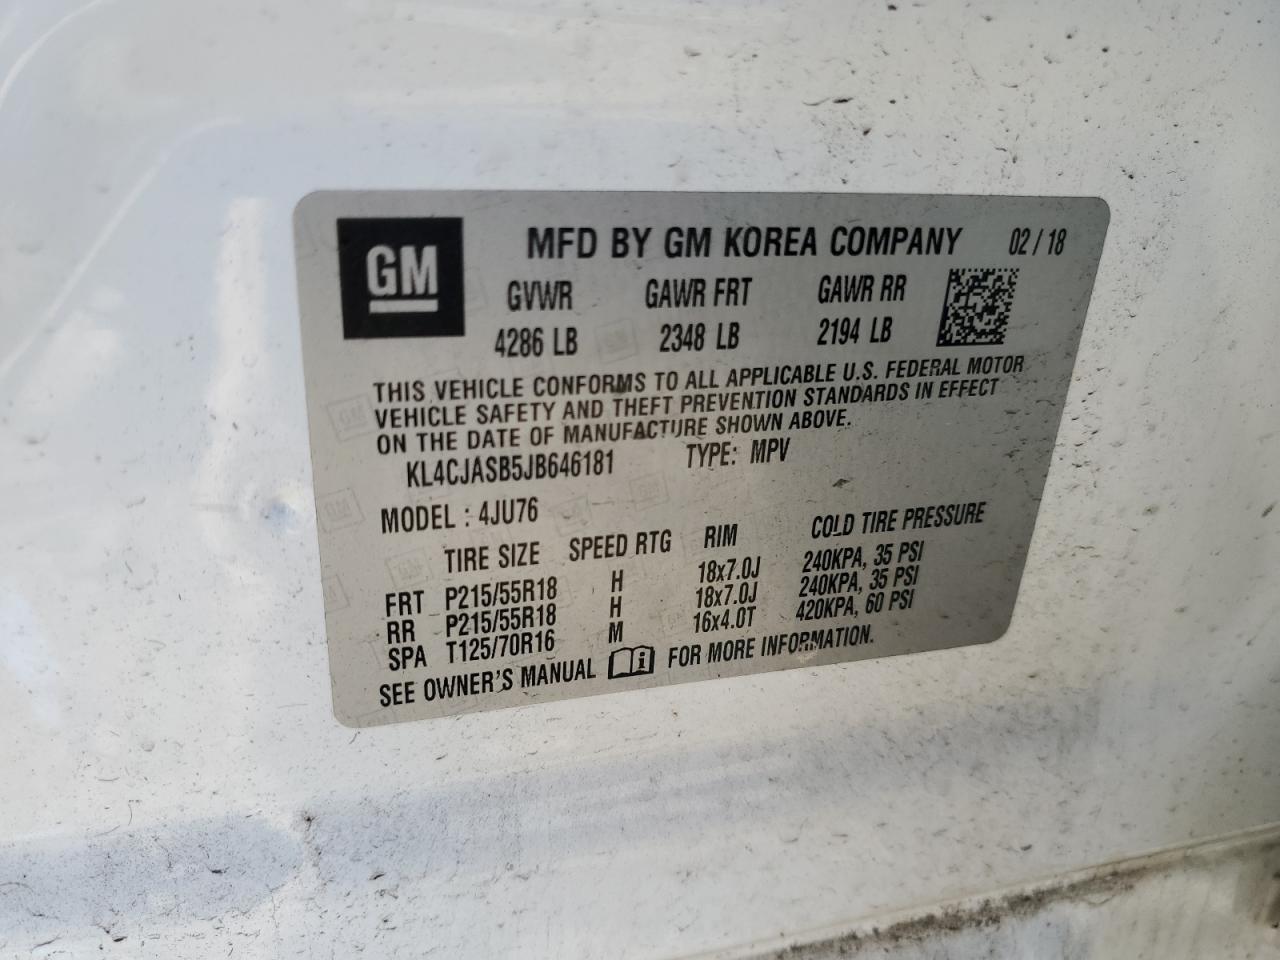 GM
MFD BY GM KOREA COMPANY 02/18
GVWR GAWR FRT GAWR RR
4286 LB 2348 LB 2194 LB
THIS VEHICLE CONFORMS TO ALL APPLICABLE U.S. FEDERAL MOTOR
VEHICLE SAFETY AND THEFT PREVENTION STANDARDS IN EFFECT
ON THE DATE OF MANUFACTURE SHOWN ABOVE.
KL4CJASB5JB646181 TYPE: MPV
MODEL : 4JU76
TIRE SIZE SPEED RTG RIM COLD TIRE PRESSURE
FRT P215/55R18 H 18x7.0J 240KPA, 35 PSI
RR P215/55R18 H 18x7.0J 240KPA, 35 PSI
SPA T125/70R16 M 16x4.0T 420KPA, 60 PSI
SEE OWNER'S MANUAL FOR MORE INFORMATION.